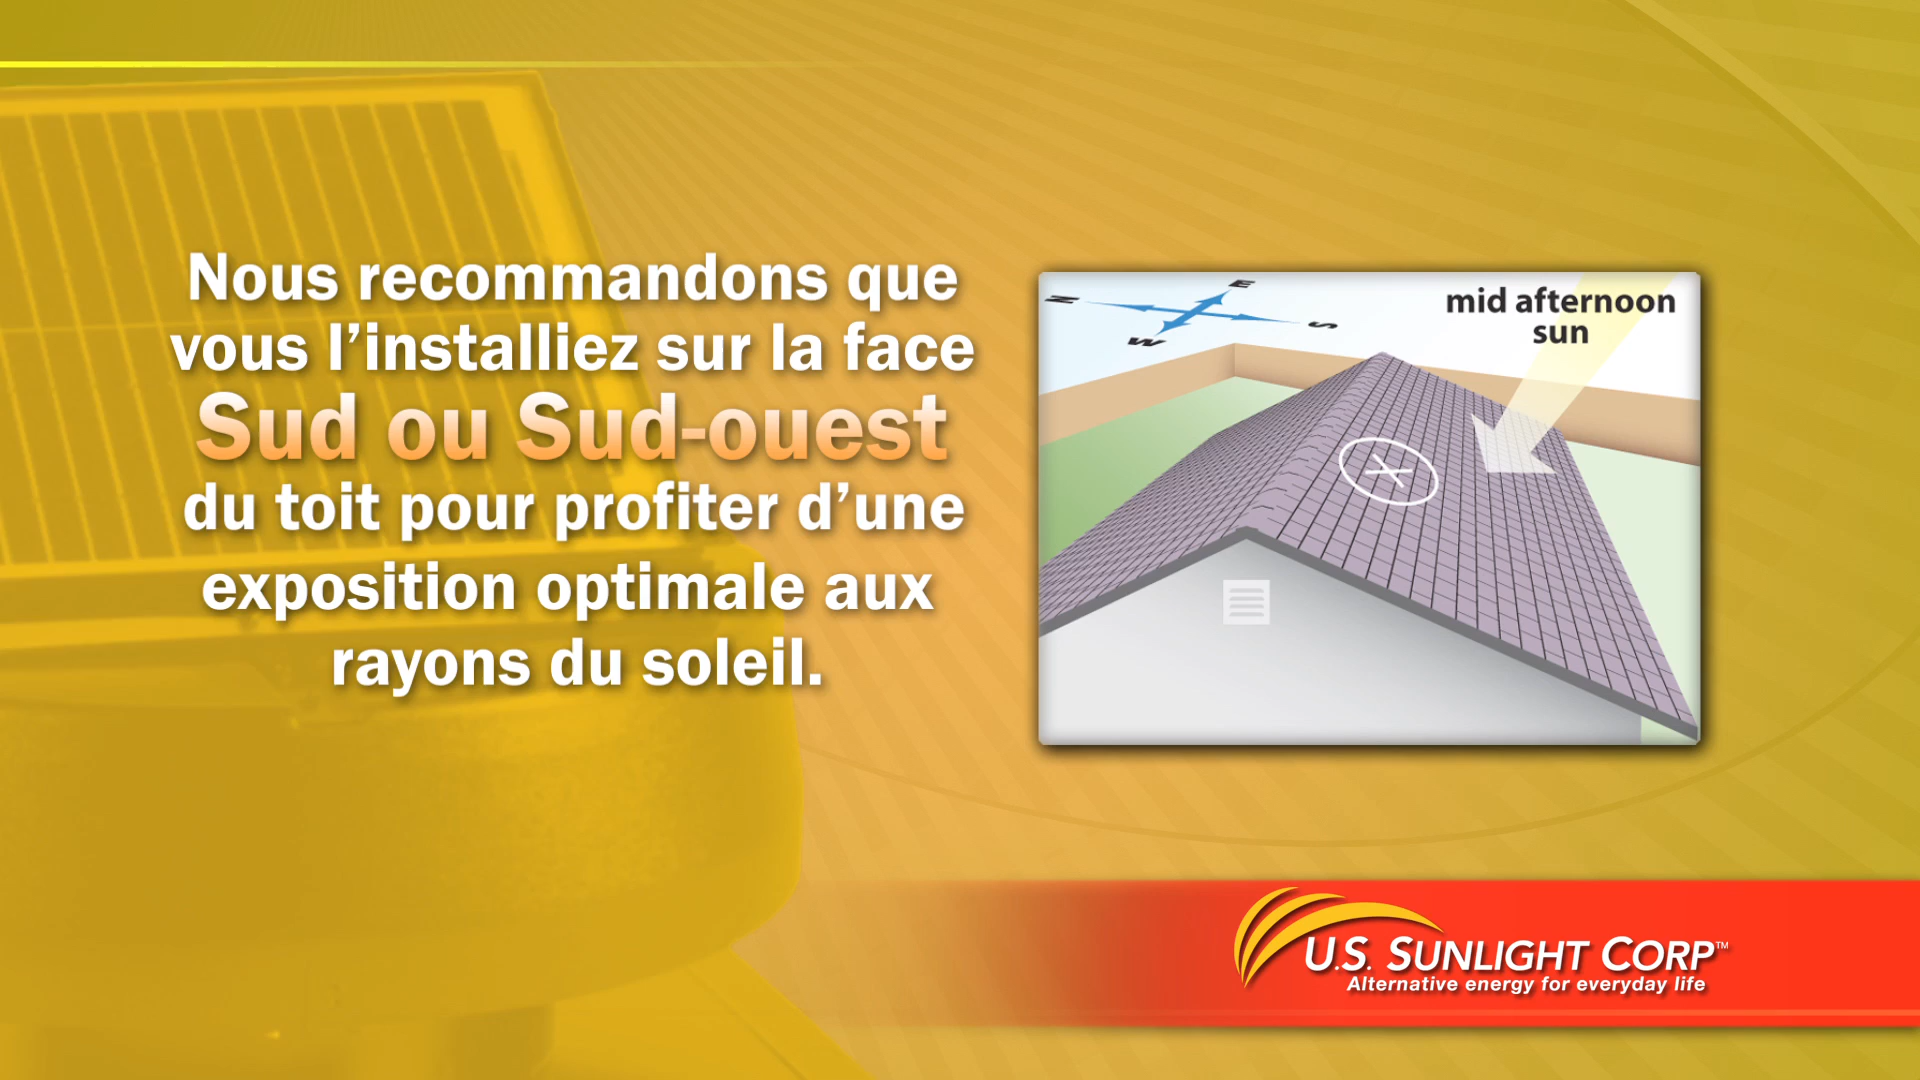 Nous recommandons que
vous l’installiez sur la face
Sud ou Sud-ouest
du toit pour profiter d’une
exposition optimale aux
rayons du soleil.
N
E
S
W
mid afternoon
sun
U.S. SUNLIGHT CORP™
Alternative energy for everyday life